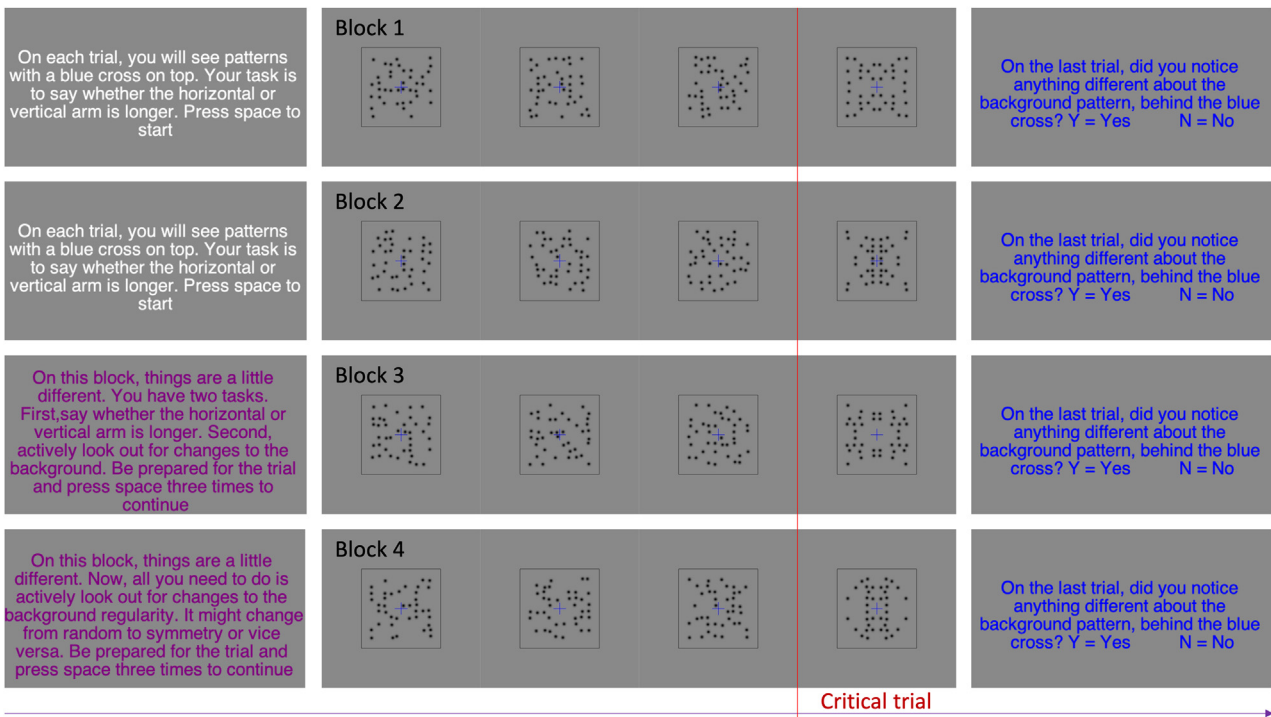 On each trial, you will see patterns
with a blue cross on top. Your task is
to say whether the horizontal or
vertical arm is longer. Press space to
start
Block 1
On the last trial, did you notice
anything different about the
background pattern, behind the blue
cross? Y = Yes N = No
On each trial, you will see patterns
with a blue cross on top. Your task is
to say whether the horizontal or
vertical arm is longer. Press space to
start
Block 2
On the last trial, did you notice
anything different about the
background pattern, behind the blue
cross? Y = Yes N = No
On this block, things are a little
different. You have two tasks.
First,say whether the horizontal or
vertical arm is longer. Second,
actively look out for changes to the
background. Be prepared for the trial
and press space three times to
continue
Block 3
On the last trial, did you notice
anything different about the
background pattern, behind the blue
cross? Y = Yes N = No
On this block, things are a little
different. Now, all you need to do is
actively look out for changes to the
background regularity. It might change
from random to symmetry or vice
versa. Be prepared for the trial and
press space three times to continue
Block 4
On the last trial, did you notice
anything different about the
background pattern, behind the blue
cross? Y = Yes N = No
Critical trial